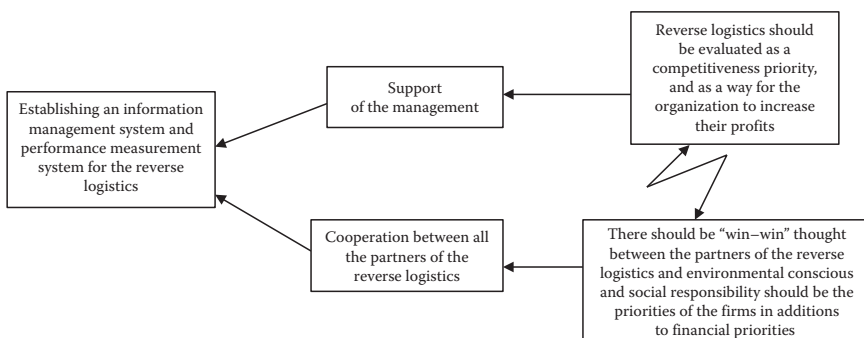 Reverse logistics should
be evaluated as a
competitiveness priority,
and as a way for the
organization to increase
their profits
Support
of the management
Establishing an information
management system and
performance measurement
system for the reverse
logistics
Cooperation between all
the partners of the
reverse logistics
There should be “win–win” thought
between the partners of the reverse
logistics and environmental conscious
and social responsibility should be the
priorities of the firms in additions
to financial priorities